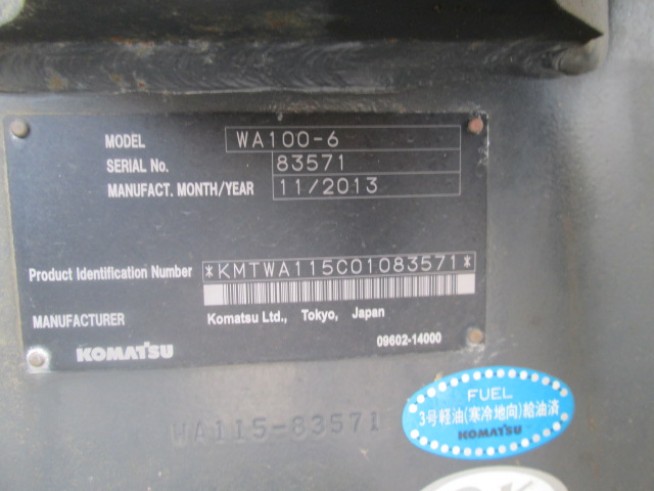 MODEL WA100-6
SERIAL No. 83571
MANUFACT. MONTH/YEAR 11/2013
Product Identification Number *KMTWA115C01083571*
MANUFACTURER Komatsu Ltd., Tokyo, Japan
KOMATSU 09602-14000
WA115-83571
FUEL
3号軽油(寒冷地向)給油済
KOMATSU